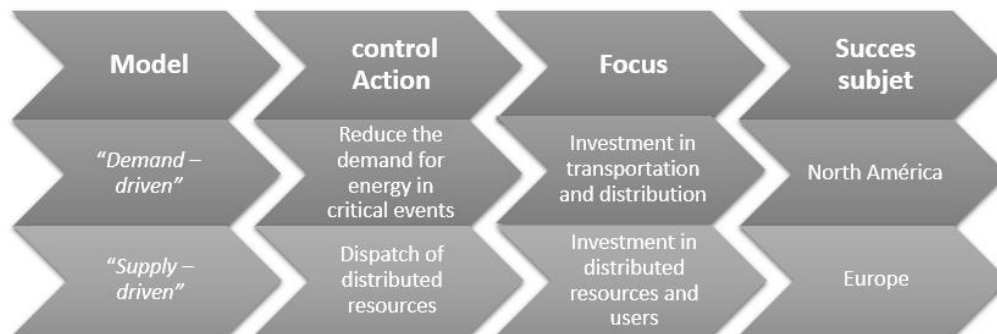 Model
control
Action
Focus
Succes
subjet
“Demand –
driven”
Reduce the
demand for
energy in
critical events
Investment in
transportation
and distribution
North América
“Supply –
driven”
Dispatch of
distributed
resources
Investment in
distributed
resources and
users
Europe